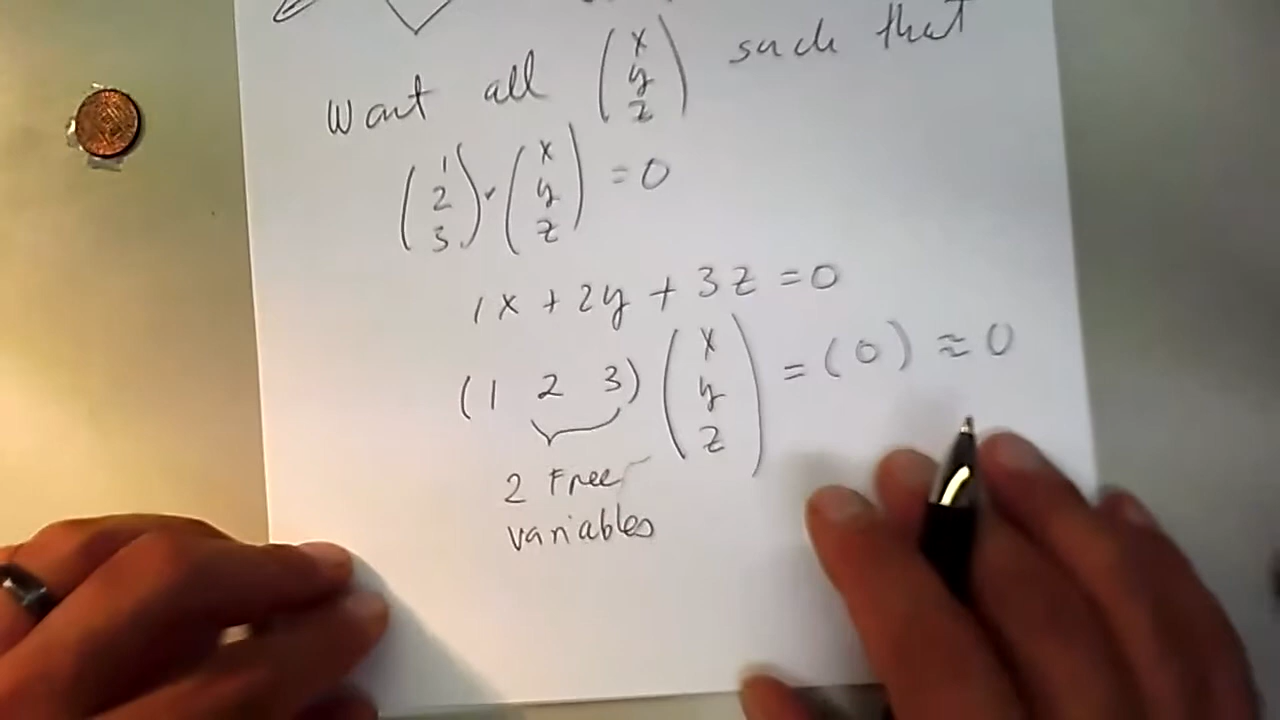 Want all (x y z) such that
(1 2 3) · (x y z) = 0
1x + 2y + 3z = 0
(1 2 3) (x y z) = (0) ≈ 0
2 Free
variables